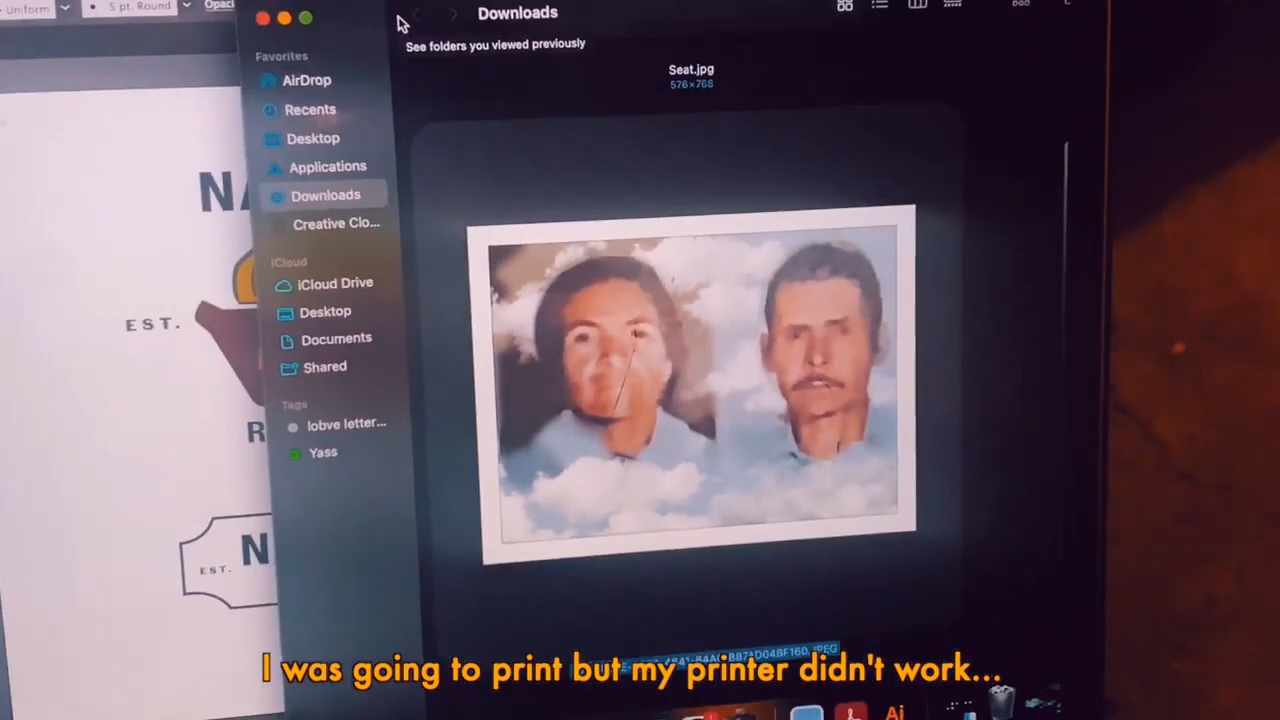 Uniform
5 pt. Round
Opaci
Downloads
See folders you viewed previously
Seat.jpg
576×768
Favorites
AirDrop
Recents
Desktop
Applications
Downloads
Creative Clo...
iCloud
iCloud Drive
Desktop
Documents
Shared
Tags
lobve letter...
Yass
NA
EST.
R
EST.
N
I was going to print but my printer didn't work...
Ai